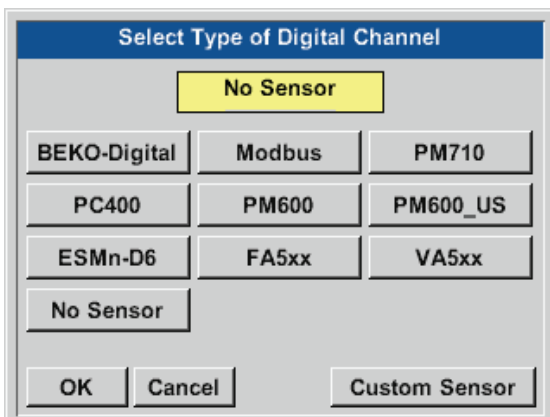 Select Type of Digital Channel
No Sensor
BEKO-Digital Modbus PM710
PC400 PM600 PM600_US
ESMn-D6 FA5xx VA5xx
No Sensor
OK Cancel Custom Sensor